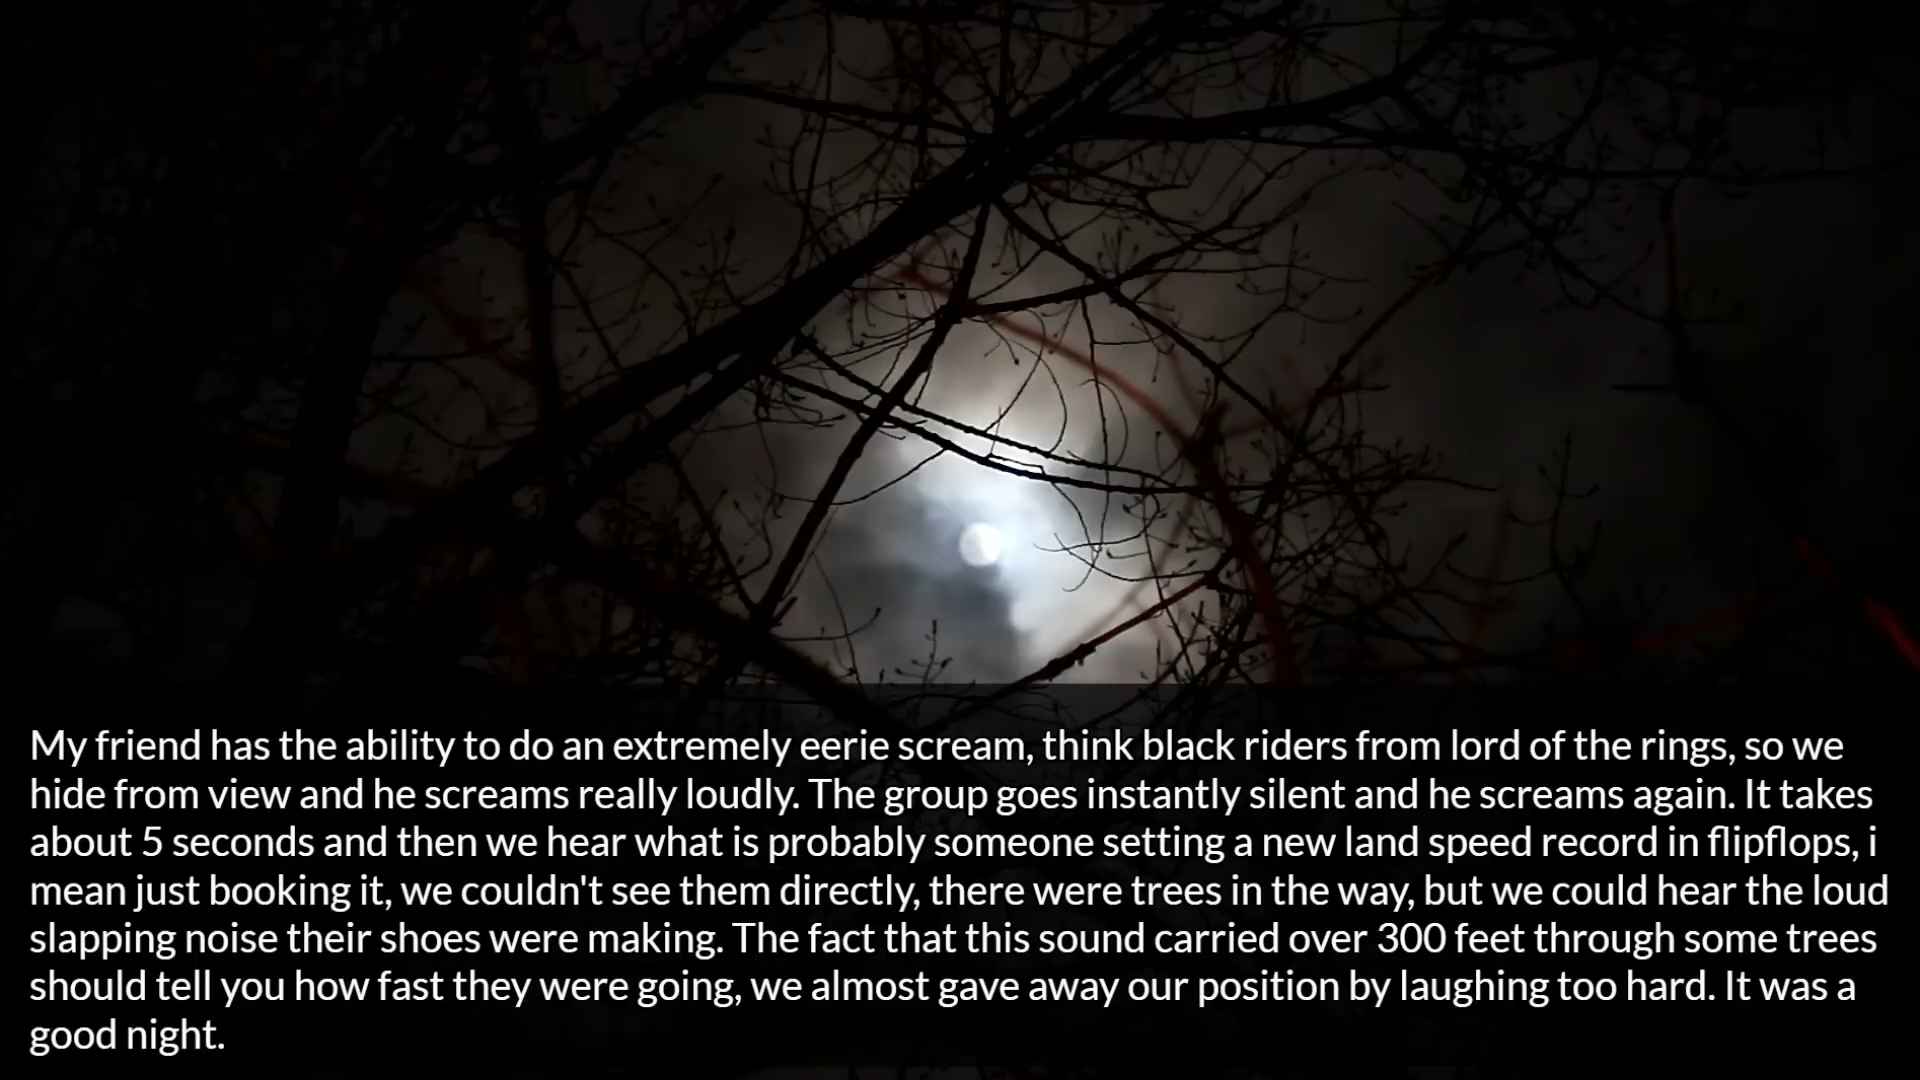 My friend has the ability to do an extremely eerie scream, think black riders from lord of the rings, so we
hide from view and he screams really loudly. The group goes instantly silent and he screams again. It takes
about 5 seconds and then we hear what is probably someone setting a new land speed record in flipflops, i
mean just booking it, we couldn't see them directly, there were trees in the way, but we could hear the loud
slapping noise their shoes were making. The fact that this sound carried over 300 feet through some trees
should tell you how fast they were going, we almost gave away our position by laughing too hard. It was a
good night.